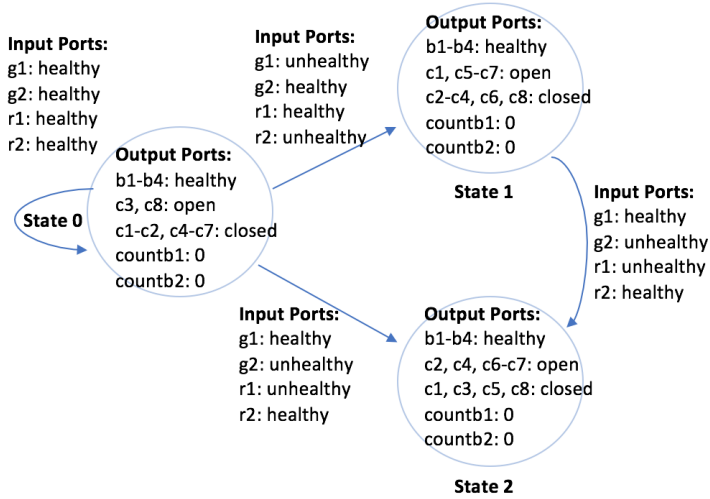 Input Ports:
g1: healthy
g2: healthy
r1: healthy
r2: healthy
Output Ports:
b1-b4: healthy
c3, c8: open
c1-c2, c4-c7: closed
countb1: 0
countb2: 0
State 0
Input Ports:
g1: unhealthy
g2: healthy
r1: healthy
r2: unhealthy
Output Ports:
b1-b4: healthy
c1, c5-c7: open
c2-c4, c6, c8: closed
countb1: 0
countb2: 0
State 1
Input Ports:
g1: healthy
g2: unhealthy
r1: unhealthy
r2: healthy
Input Ports:
g1: healthy
g2: unhealthy
r1: unhealthy
r2: healthy
Output Ports:
b1-b4: healthy
c2, c4, c6-c7: open
c1, c3, c5, c8: closed
countb1: 0
countb2: 0
State 2